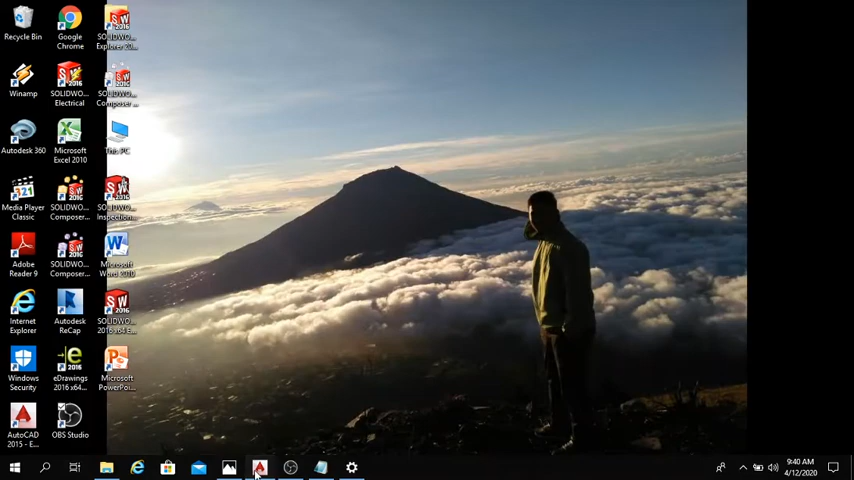 Recycle Bin
Google
Chrome
SOLIDWO...
Explorer 20...
Winamp
SOLIDWO...
Electrical
SOLIDWO...
Composer ...
Autodesk 360
Microsoft
Excel 2010
This PC
Media Player
Classic
SOLIDWO...
Composer...
SOLIDWO...
Inspection...
Adobe
Reader 9
SOLIDWO...
Composer...
Microsoft
Word 2010
Internet
Explorer
Autodesk
ReCap
SOLIDWO...
2016 x64 E...
Windows
Security
eDrawings
2016 x64...
Microsoft
PowerPoi...
AutoCAD
2015 - E...
OBS Studio
9:40 AM
4/12/2020